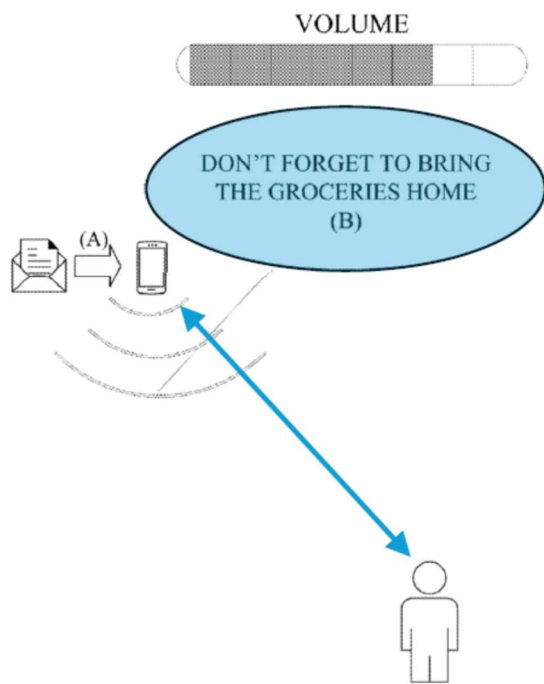 VOLUME
DON'T FORGET TO BRING
THE GROCERIES HOME
(B)
(A)